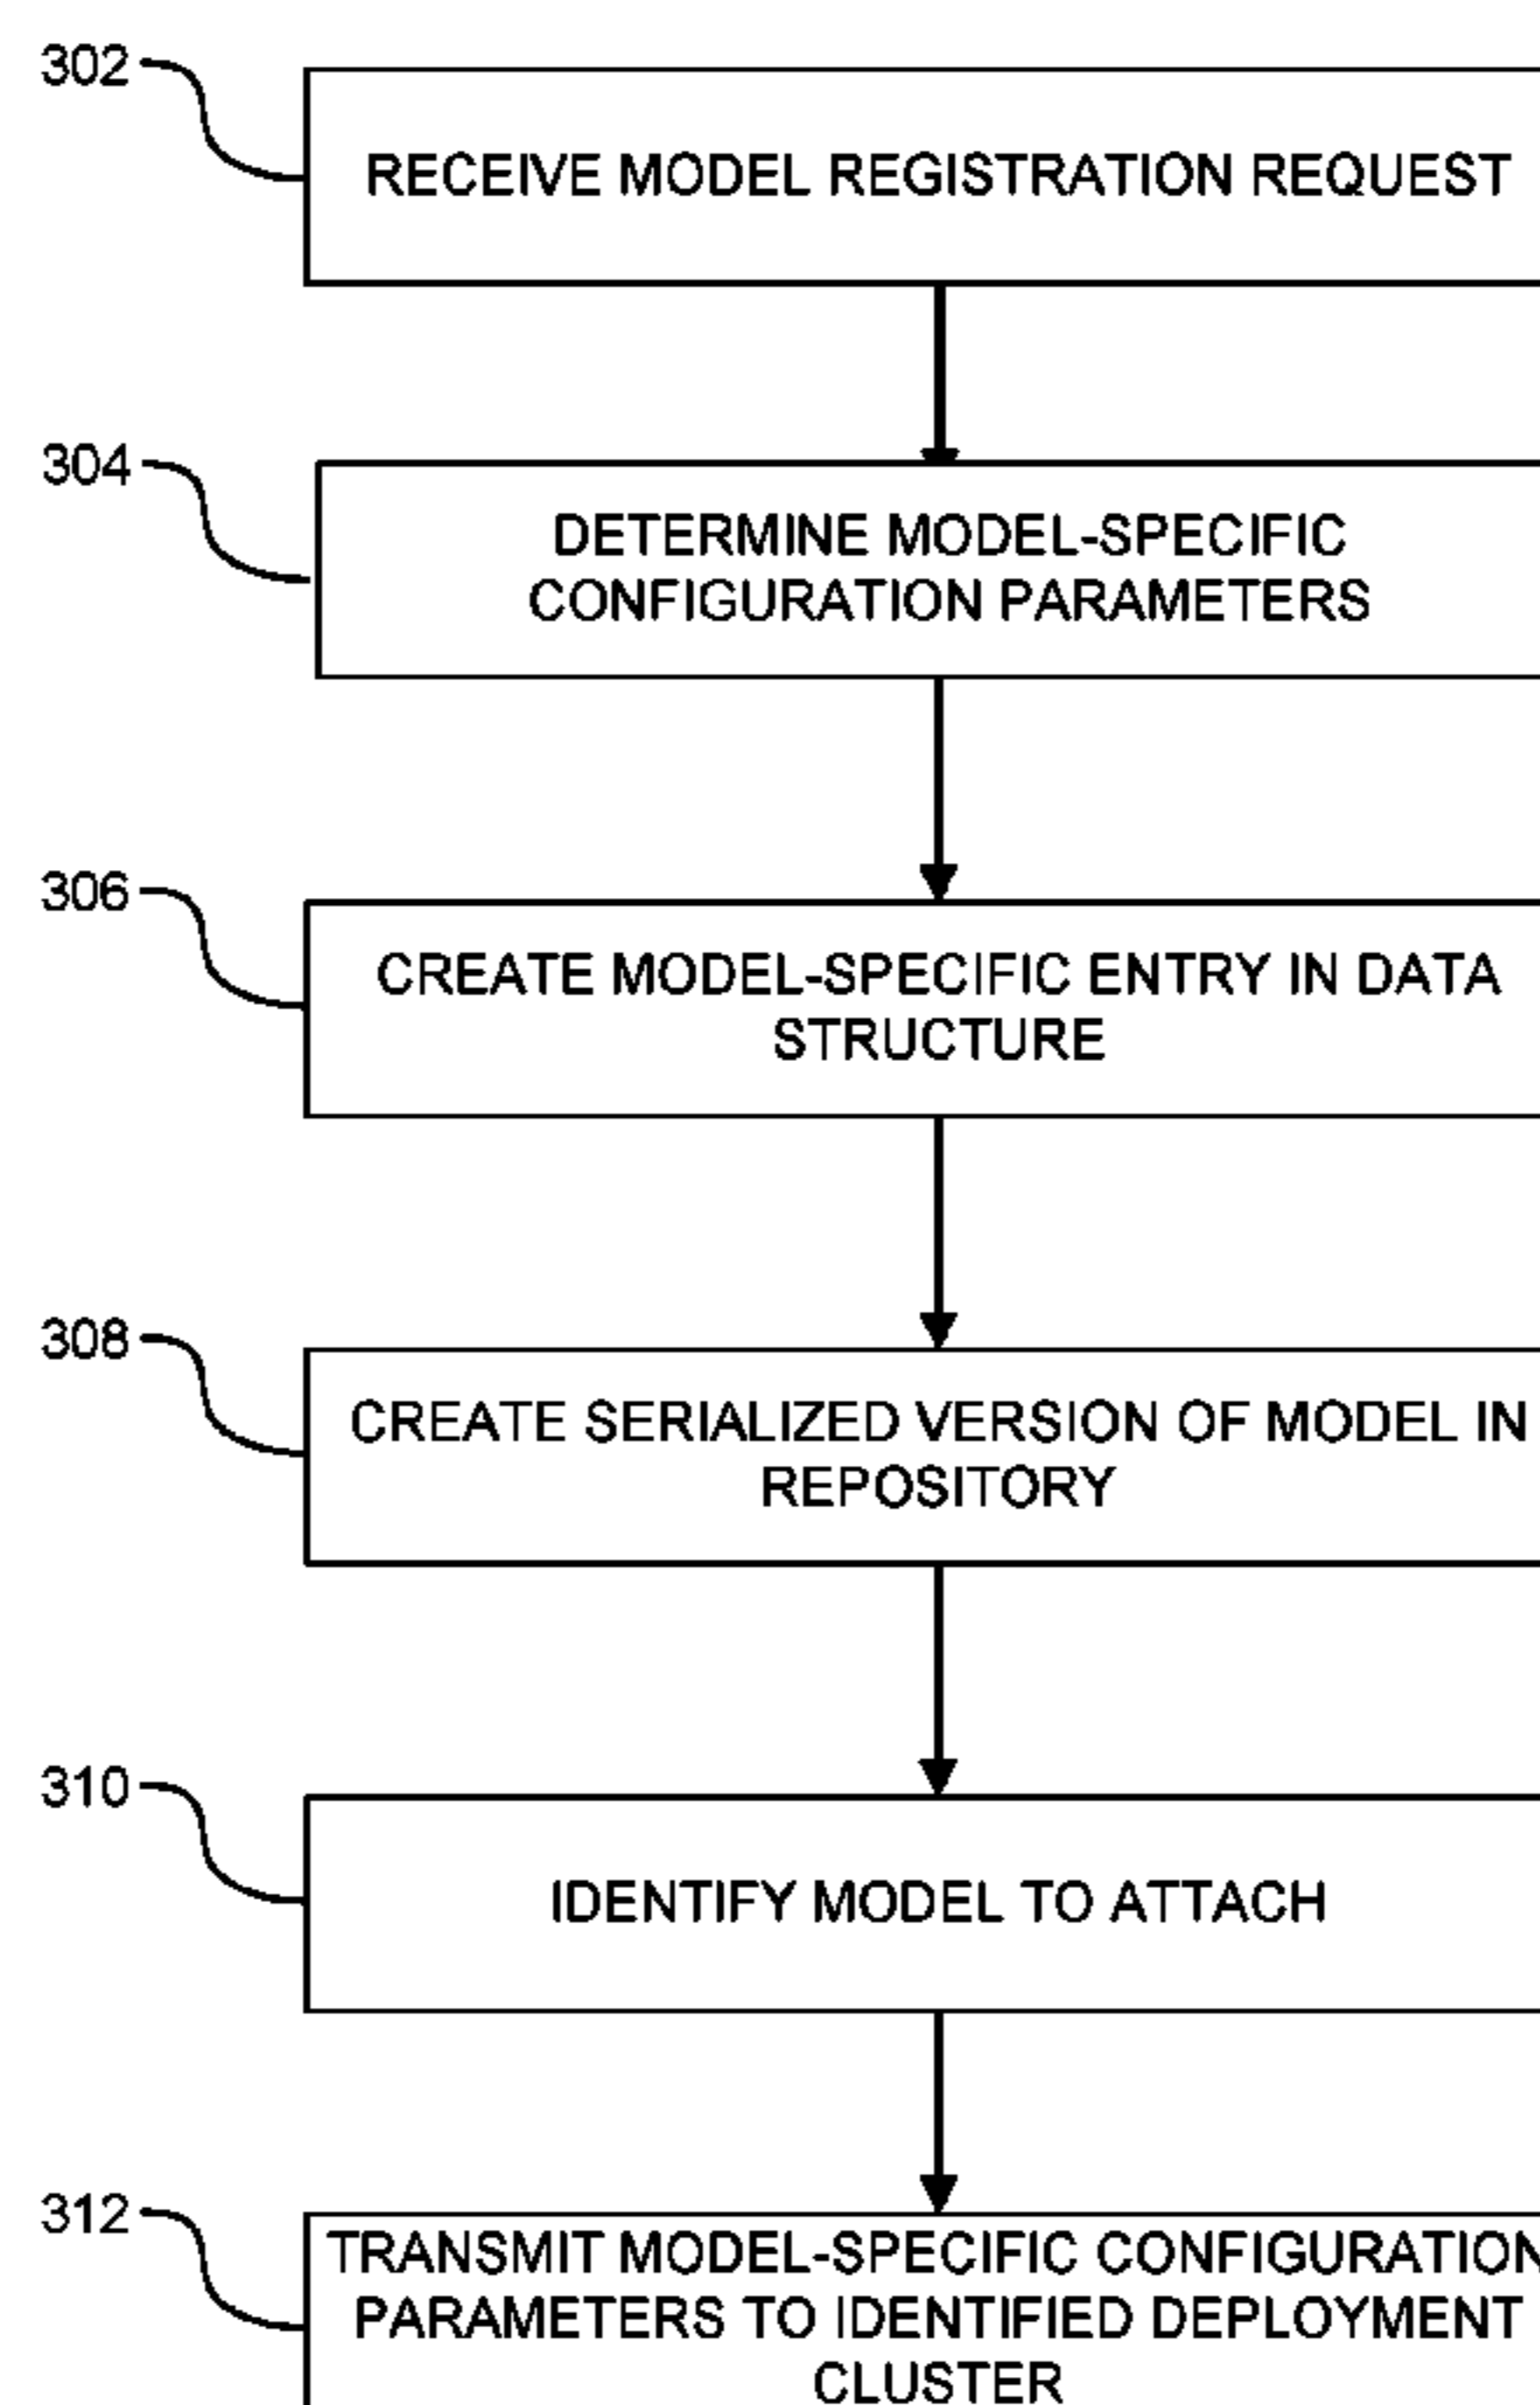 302
RECEIVE MODEL REGISTRATION REQUEST
304
DETERMINE MODEL-SPECIFIC
CONFIGURATION PARAMETERS
306
CREATE MODEL-SPECIFIC ENTRY IN DATA
STRUCTURE
308
CREATE SERIALIZED VERSION OF MODEL IN
REPOSITORY
310
IDENTIFY MODEL TO ATTACH
312
TRANSMIT MODEL-SPECIFIC CONFIGURATION
PARAMETERS TO IDENTIFIED DEPLOYMENT
CLUSTER